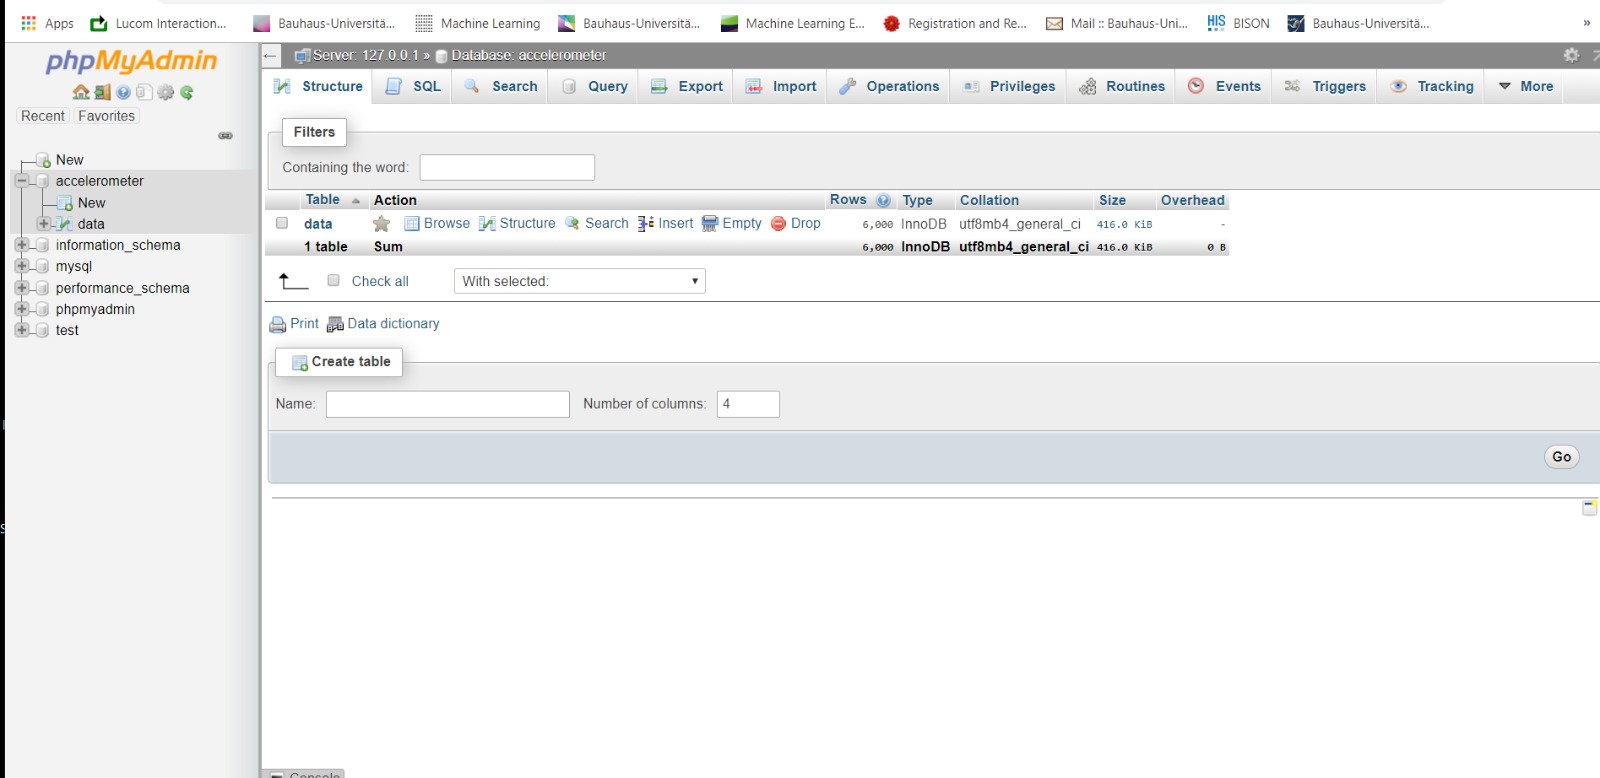 Apps Lucom Interaction... Bauhaus-Universitä... Machine Learning Bauhaus-Universitä... Machine Learning E... Registration and Re... Mail :: Bauhaus-Uni... HIS BISON Bauhaus-Universitä... »
phpMyAdmin
Recent Favorites
New
accelerometer
New
data
information_schema
mysql
performance_schema
phpmyadmin
test
Server: 127.0.0.1 » Database: accelerometer
Structure SQL Search Query Export Import Operations Privileges Routines Events Triggers Tracking More
Filters
Containing the word:
Table Action Rows Type Collation Size Overhead
data Browse Structure Search Insert Empty Drop 6,000 InnoDB utf8mb4_general_ci 416.0 KiB -
1 table Sum 6,000 InnoDB utf8mb4_general_ci 416.0 KiB 0 B
Check all With selected:
Print Data dictionary
Create table
Name: Number of columns: 4
Go
Console